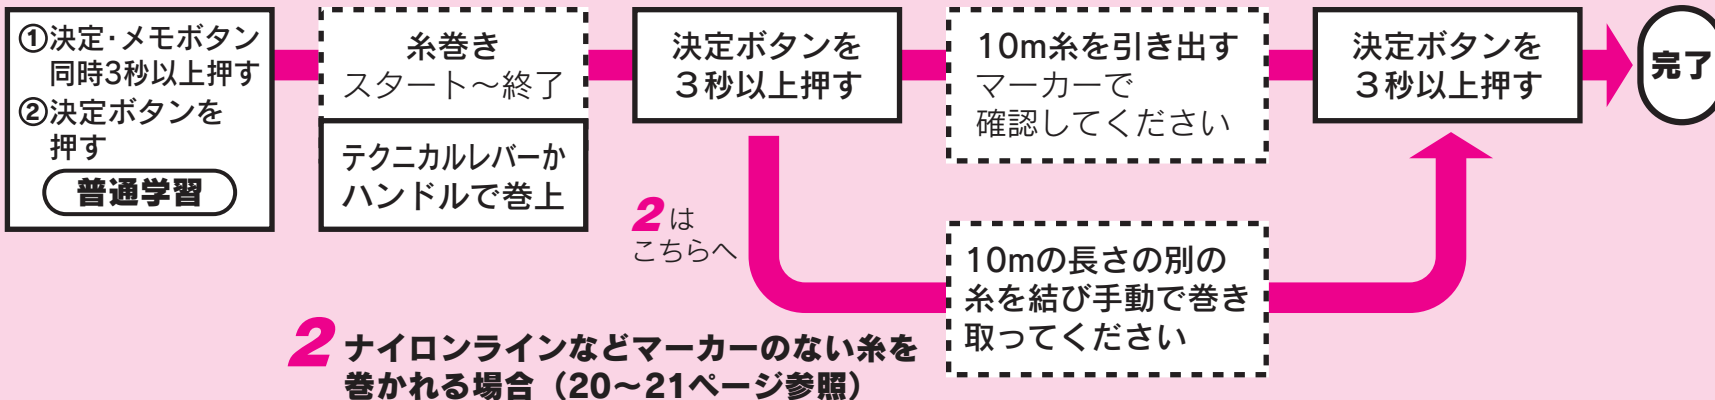 ①決定・メモボタン
同時3秒以上押す
②決定ボタンを
押す
普通学習
糸巻き
スタート〜終了
テクニカルレバーか
ハンドルで巻上
決定ボタンを
3秒以上押す
10m糸を引き出す
マーカーで
確認してください
決定ボタンを
3秒以上押す
完了
2は
こちらへ
10mの長さの別の
糸を結び手動で巻き
取ってください
2 ナイロンラインなどマーカーのない糸を
巻かれる場合（20〜21ページ参照）